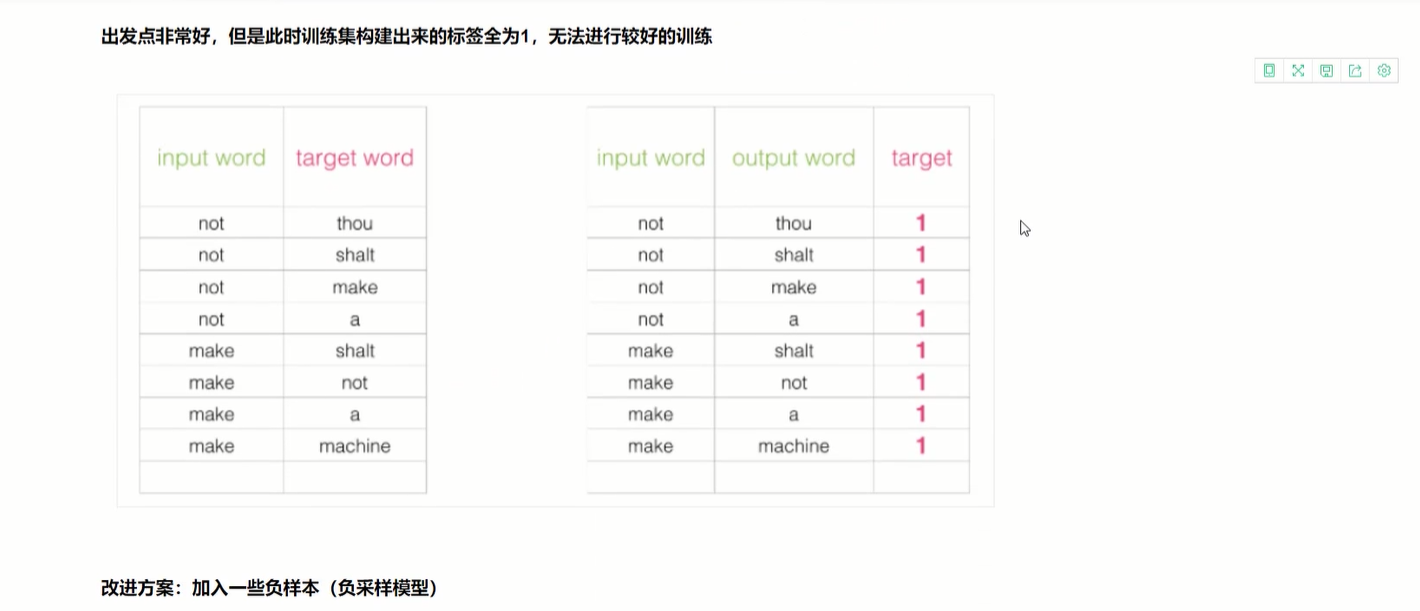 出发点非常好，但是此时训练集构建出来的标签全为1，无法进行较好的训练
input word target word input word output word target
not thou not thou 1
not shalt not shalt 1
not make not make 1
not a not a 1
make shalt make shalt 1
make not make not 1
make a make a 1
make machine make machine 1
改进方案：加入一些负样本（负采样模型）